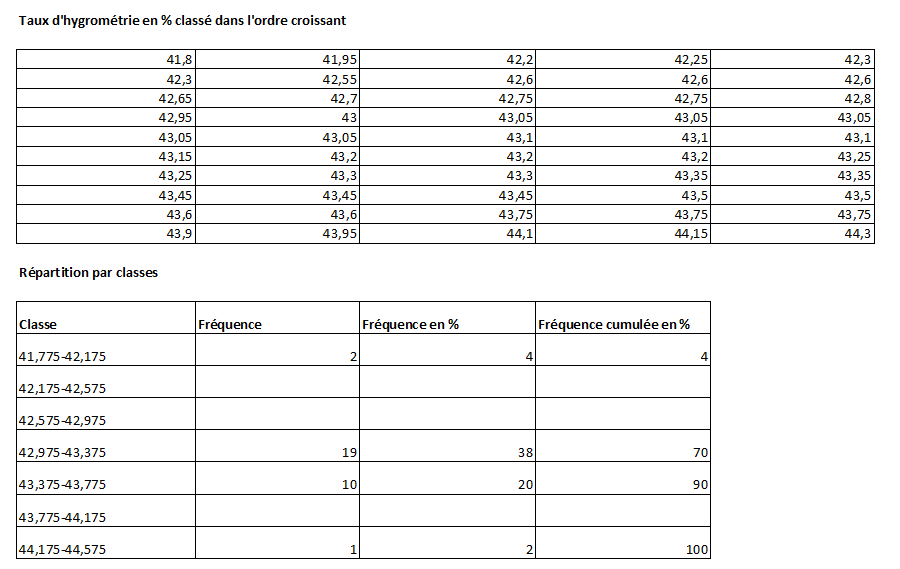 Taux d'hygrométrie en % classé dans l'ordre croissant
41,8 41,95 42,2 42,25 42,3
42,3 42,55 42,6 42,6 42,6
42,65 42,7 42,75 42,75 42,8
42,95 43 43,05 43,05 43,05
43,05 43,05 43,1 43,1 43,1
43,15 43,2 43,2 43,2 43,25
43,25 43,3 43,3 43,35 43,35
43,45 43,45 43,45 43,5 43,5
43,6 43,6 43,75 43,75 43,75
43,9 43,95 44,1 44,15 44,3
Répartition par classes
Classe Fréquence Fréquence en % Fréquence cumulée en %
41,775-42,175 2 4 4
42,175-42,575
42,575-42,975
42,975-43,375 19 38 70
43,375-43,775 10 20 90
43,775-44,175
44,175-44,575 1 2 100